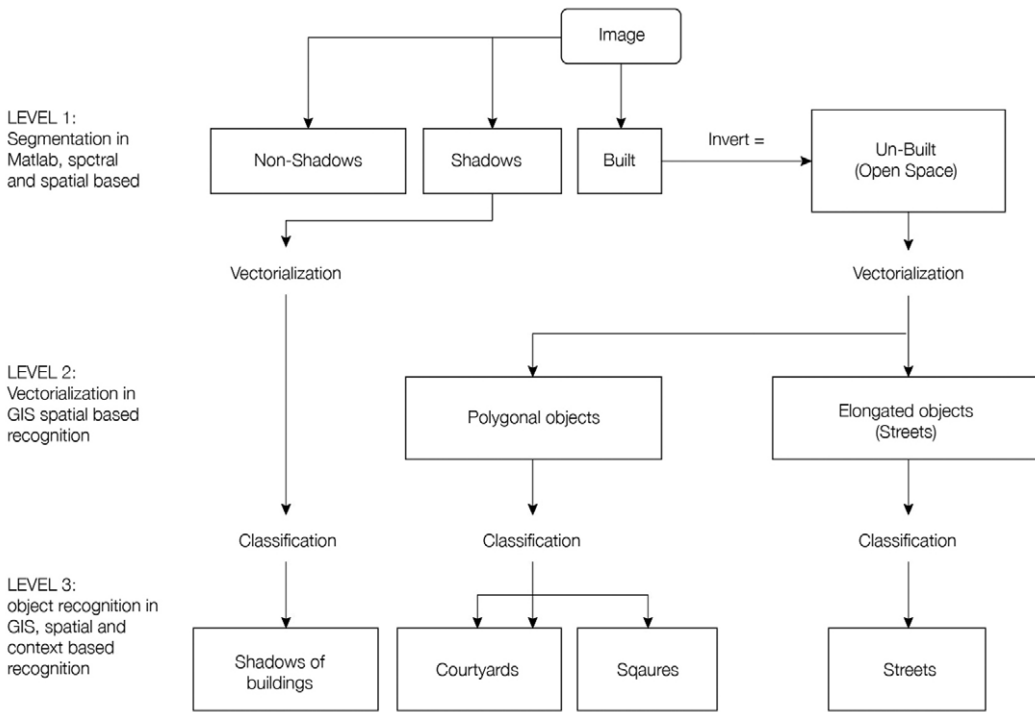 Image
LEVEL 1:
Segmentation in
Matlab, spctral
and spatial based
Non-Shadows
Shadows
Built
Invert =
Un-Built
(Open Space)
Vectorialization
Vectorialization
LEVEL 2:
Vectorialization in
GIS spatial based
recognition
Polygonal objects
Elongated objects
(Streets)
Classification
Classification
Classification
LEVEL 3:
object recognition in
GIS, spatial and
context based
recognition
Shadows of
buildings
Courtyards
Sqaures
Streets